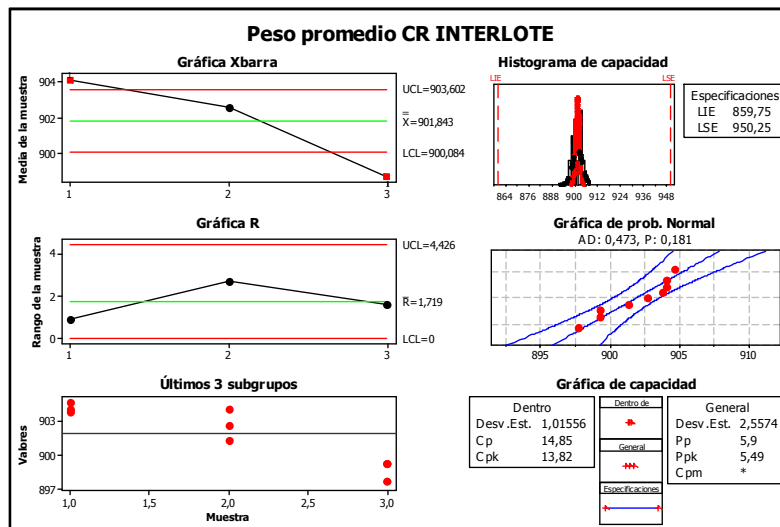 Peso promedio CR INTERLOTE
Gráfica Xbarra
Media de la muestra
904
902
900
1
2
3
UCL=903,602
X=901,843
LCL=900,084
Histograma de capacidad
LIE
LSE
864 876 888 900 912 924 936 948
Especificaciones
LIE 859,75
LSE 950,25
Gráfica R
Rango de la muestra
4
2
0
1
2
3
UCL=4,426
R=1,719
LCL=0
Gráfica de prob. Normal
AD: 0,473, P: 0,181
895
900
905
910
Últimos 3 subgrupos
Valores
903
900
897
1,0
1,5
2,0
2,5
3,0
Muestra
Gráfica de capacidad
Dentro
Desv.Est. 1,01556
Cp 14,85
Cpk 13,82
Dentro de
General
Especificaciones
General
Desv.Est. 2,5574
Pp 5,9
Ppk 5,49
Cpm *